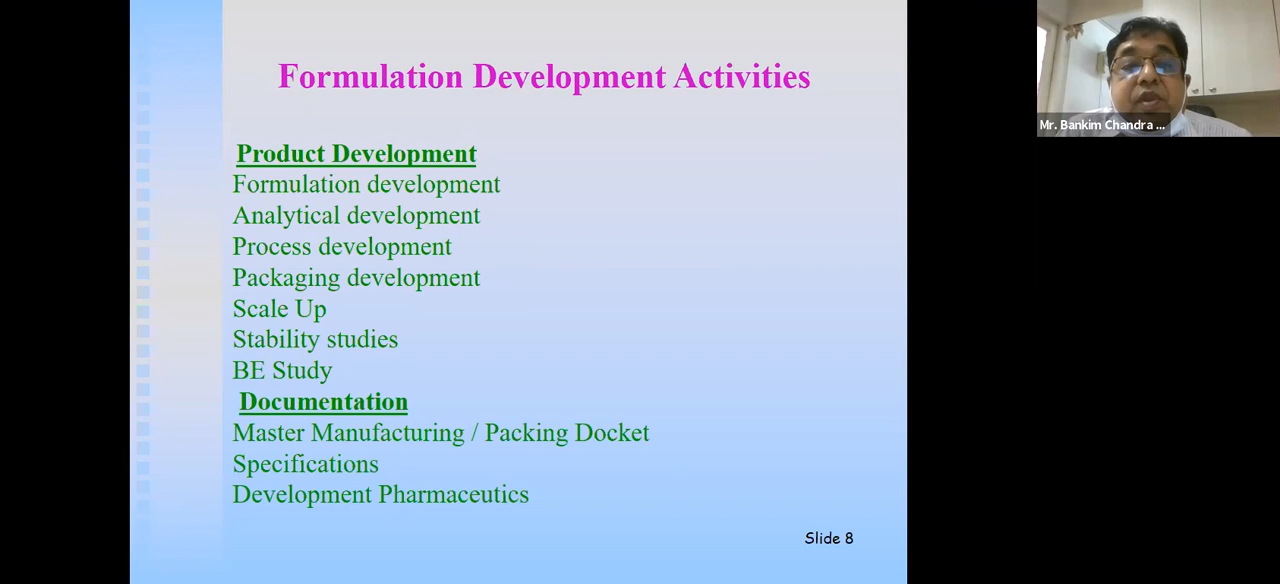 Formulation Development Activities
Product Development
Formulation development
Analytical development
Process development
Packaging development
Scale Up
Stability studies
BE Study
Documentation
Master Manufacturing / Packing Docket
Specifications
Development Pharmaceutics
Slide 8
Mr. Bankim Chandra ...